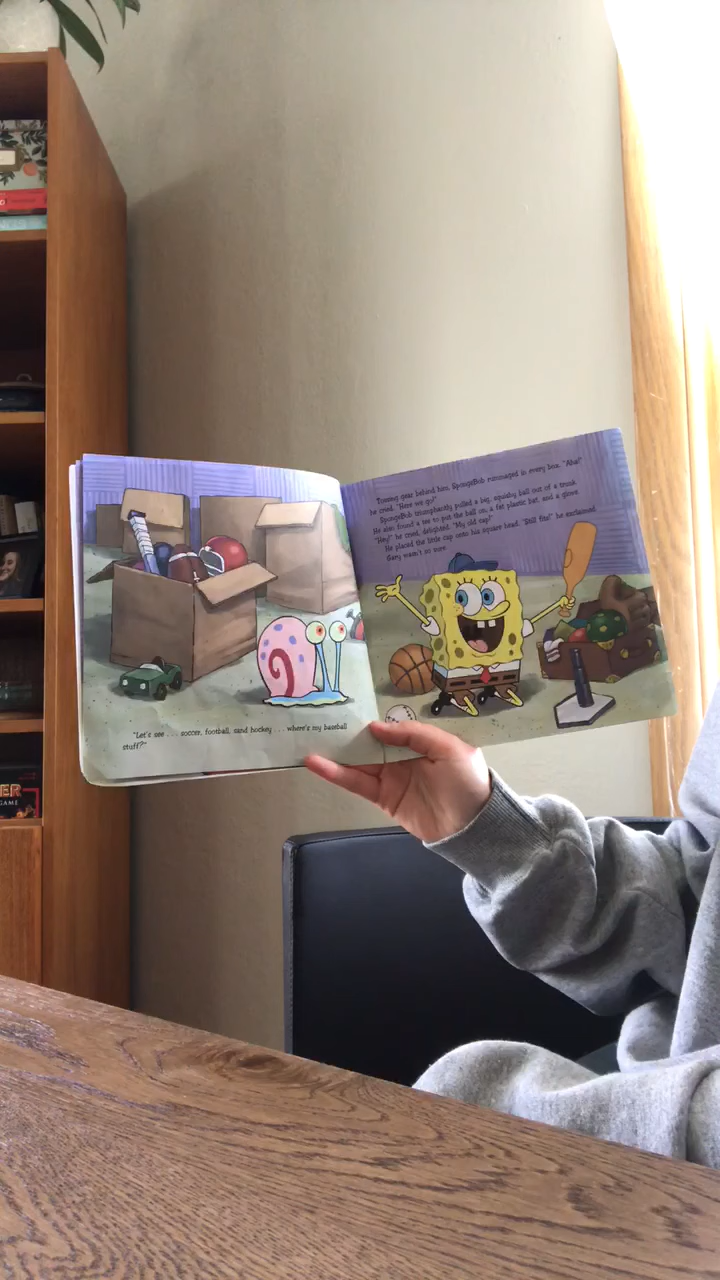 "Let's see . . . soccer, football, sand hockey . . . where's my baseball
stuff?"
Tossing gear behind him, SpongeBob rummaged in every box. "Aha!"
he cried. "Here we go!"
SpongeBob triumphantly pulled a big, squishy ball out of a trunk.
He also found a tee to put the ball on, a fat plastic bat, and a glove.
"Hey!" he cried, delighted. "My old cap!"
He placed the little cap onto his square head. "Still fits!" he exclaimed.
Gary wasn't so sure.
ER
GAME